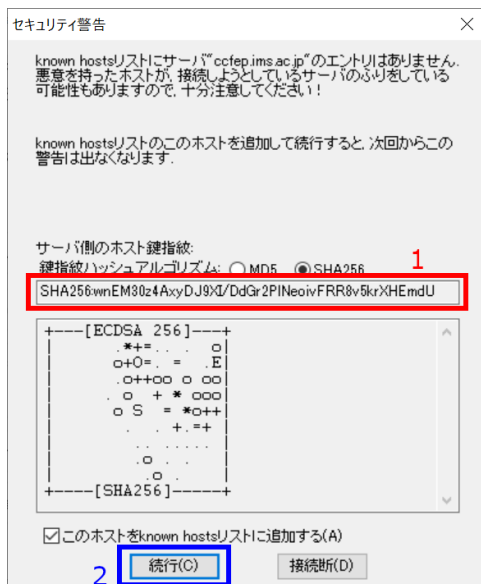 セキュリティ警告
known hostsリストにサーバ"ccfep.ims.ac.jp"のエントリはありません.
悪意を持ったホストが, 接続しようとしているサーバのふりをしている
可能性もありますので, 十分注意してください!
known hostsリストのこのホストを追加して続行すると, 次回からこの
警告は出なくなります.
サーバ側のホスト鍵指紋:
鍵指紋ハッシュアルゴリズム: MD5 SHA256
1
SHA256:wnEM30z4AxyDJ9XI/DdGr2PINeoivFRR8v5krXHEmdU
+---[ECDSA 256]---+
|      .*+=.. .  o|
|     o+O=. =   .E|
|     .o++oo o oo|
|    . o  + * ooo|
|     o S  = *o++|
|      .  . +.=+ |
|       .. ..... |
|       .o . .   |
|        .o .    |
+----[SHA256]-----+
このホストをknown hostsリストに追加する(A)
2
続行(C) 接続断(D)